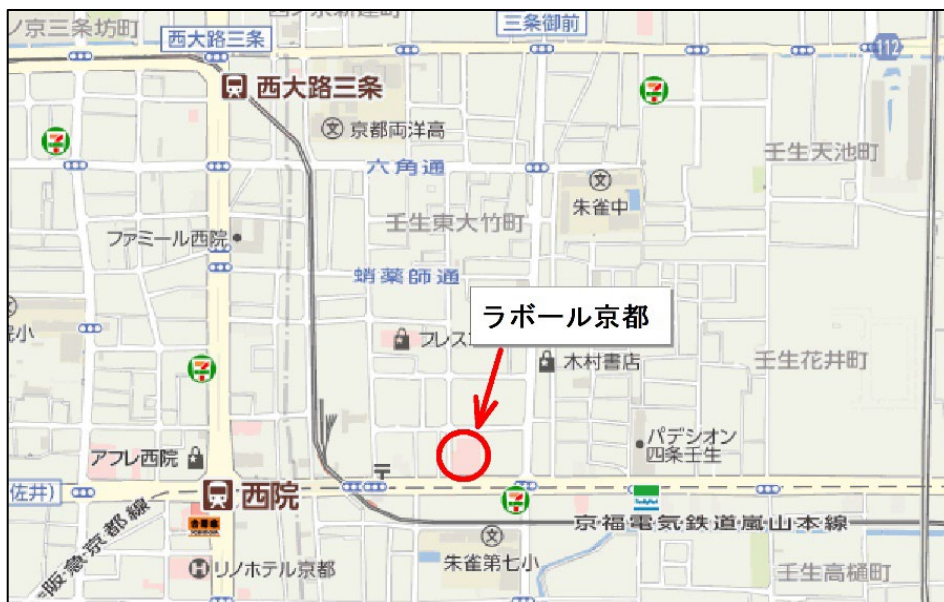 ノ京三条坊町
西大路三条
三条御前
112
西大路三条
京都両洋高
六角通
壬生天池町
朱雀中
壬生東大竹町
ファミール西院
蛸薬師通
ラボール京都
院小
フレス
木村書店
壬生花井町
パデシオン
四条壬生
アフレ西院
佐井)
西院
阪急京都線
京福電気鉄道嵐山本線
朱雀第七小
リノホテル京都
壬生高樋町
FamilyMart